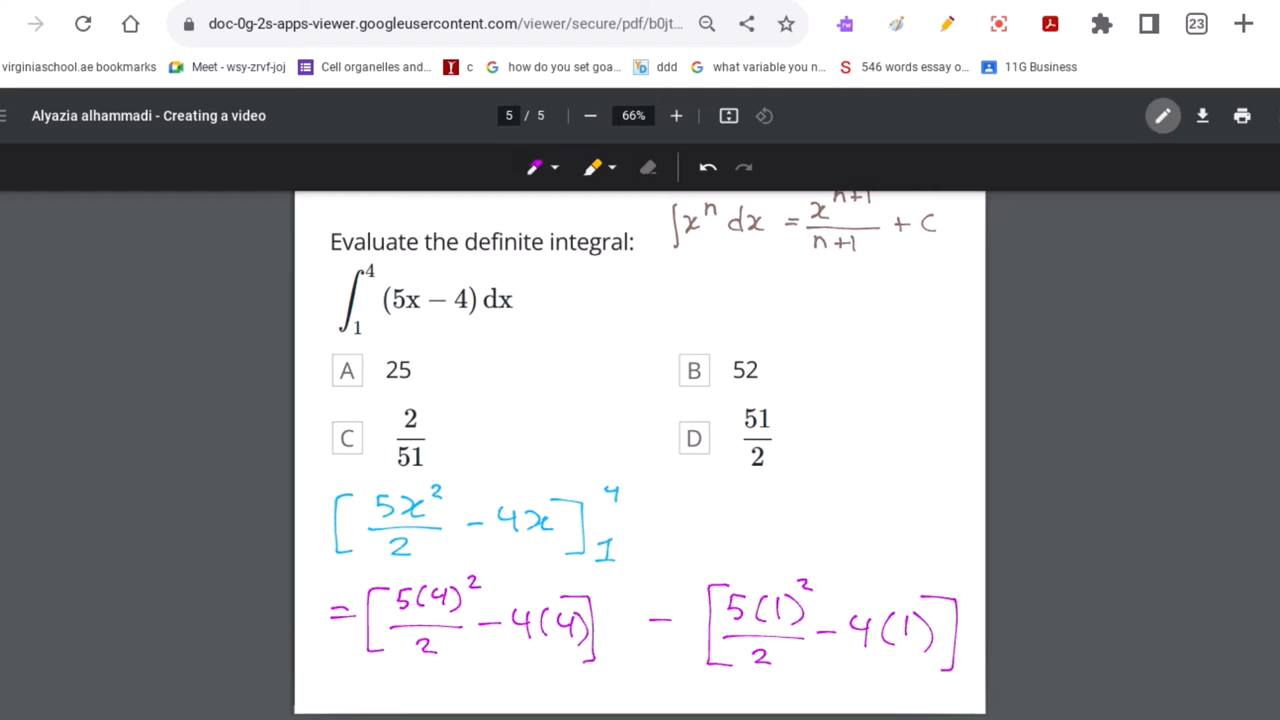 doc-0g-2s-apps-viewer.googleusercontent.com/viewer/secure/pdf/b0jt... 23
virginiaschool.ae bookmarks Meet - wsy-zrvf-joj Cell organelles and... c how do you set goa... ddd what variable you n... 546 words essay o... 11G Business
Alyazia alhammadi - Creating a video 5 / 5 66%
∫xⁿ dx = xⁿ⁺¹/(n+1) + C
Evaluate the definite integral:
∫₁⁴ (5x − 4) dx
A 25 B 52
C 2/51 D 51/2
[5x²/2 - 4x]₁⁴
= [5(4)²/2 - 4(4)] - [5(1)²/2 - 4(1)]